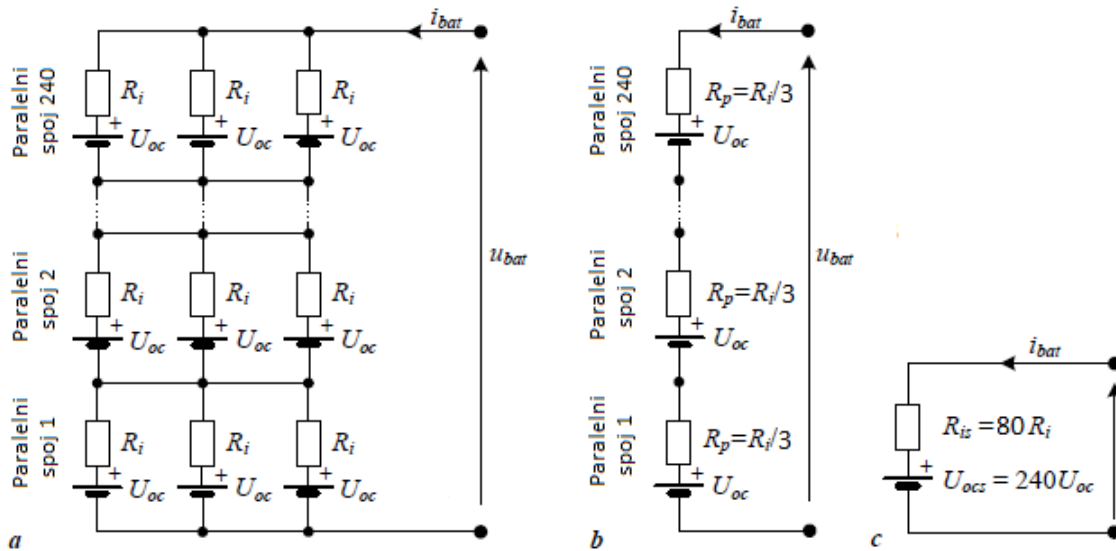 i_bat
Paralelni spoj 240
R_i R_i R_i
+ + +
U_oc U_oc U_oc
Paralelni spoj 2
R_i R_i R_i
+ + +
U_oc U_oc U_oc
Paralelni spoj 1
R_i R_i R_i
+ + +
U_oc U_oc U_oc
u_bat
a
i_bat
Paralelni spoj 240
R_p=R_i/3
+
U_oc
Paralelni spoj 2
R_p=R_i/3
+
U_oc
Paralelni spoj 1
R_p=R_i/3
+
U_oc
u_bat
b
i_bat
R_is=80 R_i
+
U_ocs = 240U_oc
c